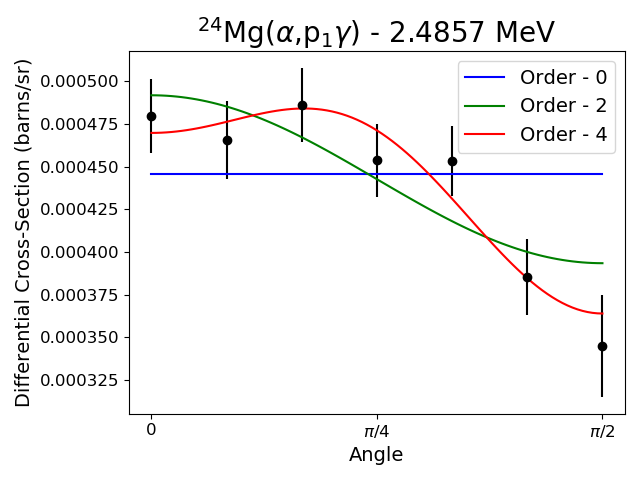 ²⁴Mg(α,p₁γ) - 2.4857 MeV
Differential Cross-Section (barns/sr)
0.000500
0.000475
0.000450
0.000425
0.000400
0.000375
0.000350
0.000325
Order - 0
Order - 2
Order - 4
0
π/4
π/2
Angle